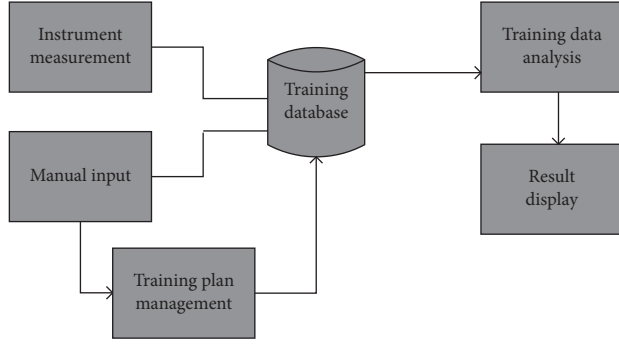 Instrument
measurement
Manual input
Training plan
management
Training
database
Training data
analysis
Result
display